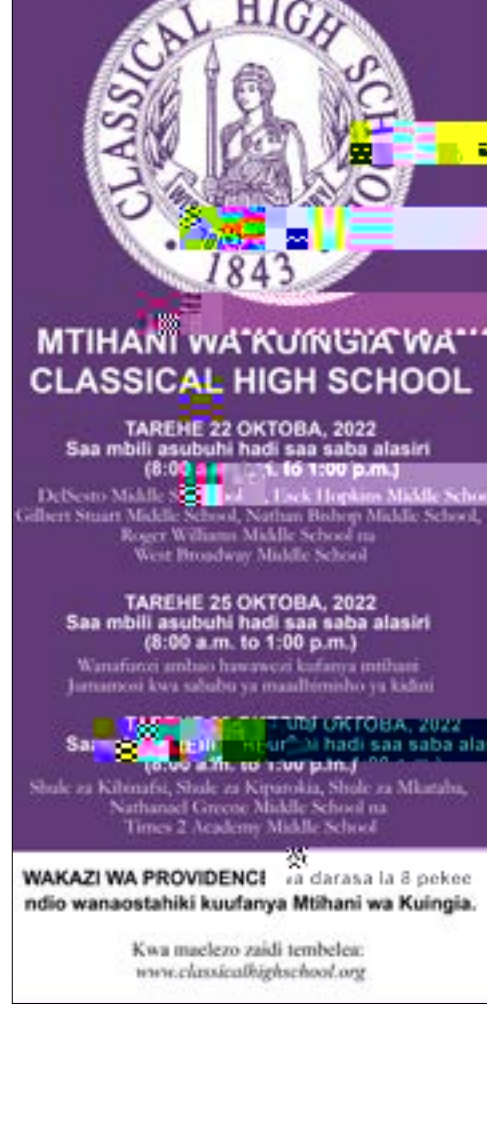 CLASSICAL HIGH SCHOOL
1843
MTIHANI WA KUINGIA WA
CLASSICAL HIGH SCHOOL
TAREHE 22 OKTOBA, 2022
Saa mbili asubuhi hadi saa saba alasiri
to 1:00 p.m.)
DelSesto Middle Esek Hopkins Middle
Gilbert Stuart Middle School, Nathan Bishop Middle School,
Roger Williams Middle School na
West Broadway Middle School
TAREHE 25 OKTOBA, 2022
Saa mbili asubuhi hadi saa saba alasiri
(8:00 a.m. to 1:00 p.m.)
Wanafunzi ambao hawawezi kufanya mtihani
Jumamosi kwa sababu ya maadhimisho ya kidini
OKTOBA, 2022
hadi saa saba
(8:00 a.m. to 1:00 p.m.)
Shule za Kibinafsi, Shule za Kiparokia, Shule za Mkataba,
Nathanael Greene Middle School na
Times 2 Academy Middle School
WAKAZI WA darasa la 8 pekee
ndio wanaostahiki kuufanya Mtihani wa Kuingia.
Kwa maelezo zaidi tembelea:
www.classicalhighschool.org